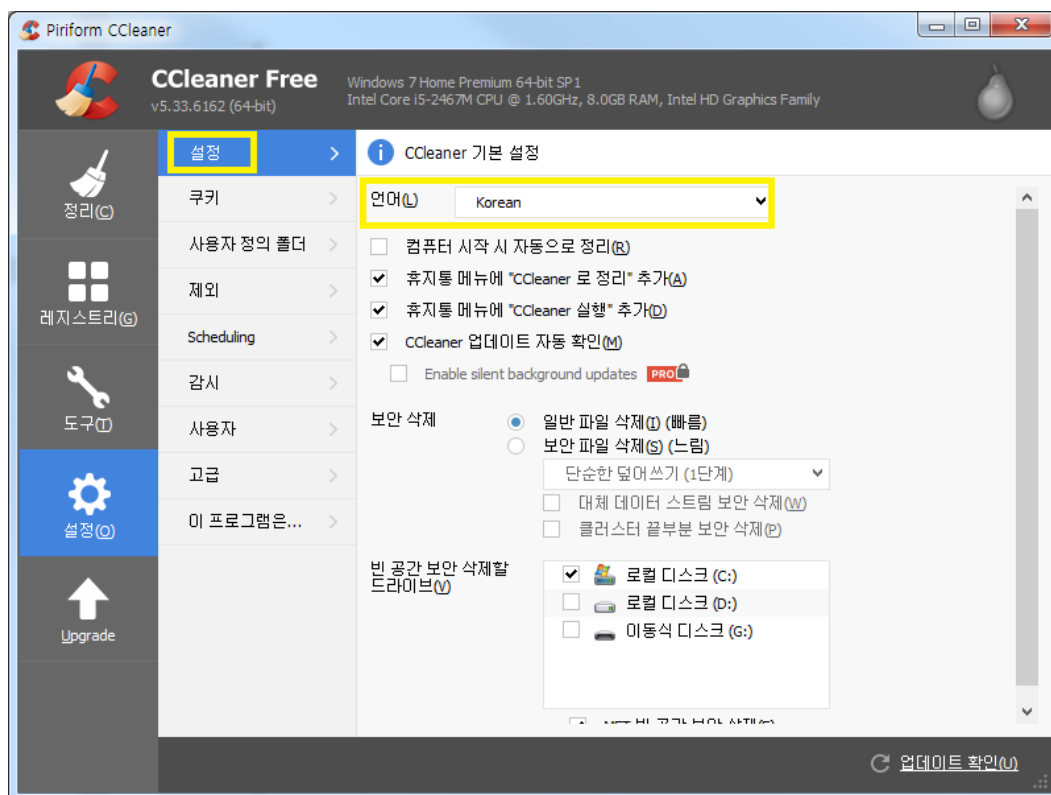 Piriform CCleaner
CCleaner Free
v5.33.6162 (64-bit)
Windows 7 Home Premium 64-bit SP1
Intel Core i5-2467M CPU @ 1.60GHz, 8.0GB RAM, Intel HD Graphics Family
정리(C)
레지스트리(G)
도구(T)
설정(O)
Upgrade
설정
쿠키
사용자 정의 폴더
제외
Scheduling
감시
사용자
고급
이 프로그램은...
CCleaner 기본 설정
언어(L) Korean
컴퓨터 시작 시 자동으로 정리(R)
휴지통 메뉴에 "CCleaner 로 정리" 추가(A)
휴지통 메뉴에 "CCleaner 실행" 추가(D)
CCleaner 업데이트 자동 확인(M)
Enable silent background updates PRO
보안 삭제 일반 파일 삭제(I) (빠름)
보안 파일 삭제(S) (느림)
단순한 덮어쓰기 (1단계)
대체 데이터 스트림 보안 삭제(W)
클러스터 끝부분 보안 삭제(P)
빈 공간 보안 삭제할
드라이브(V)
로컬 디스크 (C:)
로컬 디스크 (D:)
이동식 디스크 (G:)
MFT 빈 공간 보안 삭제(F)
업데이트 확인(U)